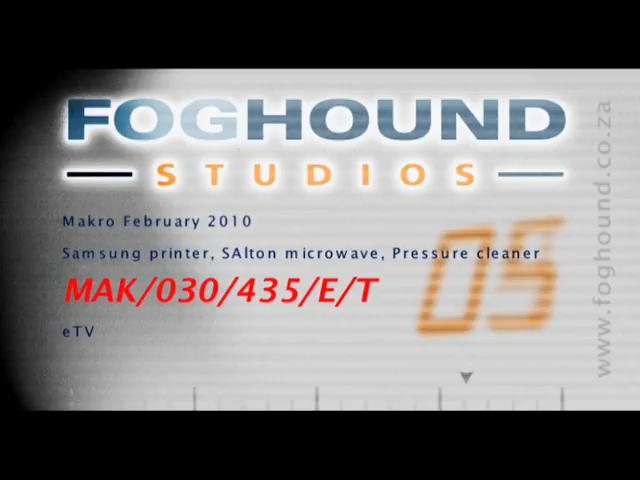 FOGHOUND
STUDIOS
Makro February 2010
Samsung printer, SAlton microwave, Pressure cleaner
MAK/030/435/E/T
eTV
05
www.foghound.co.za